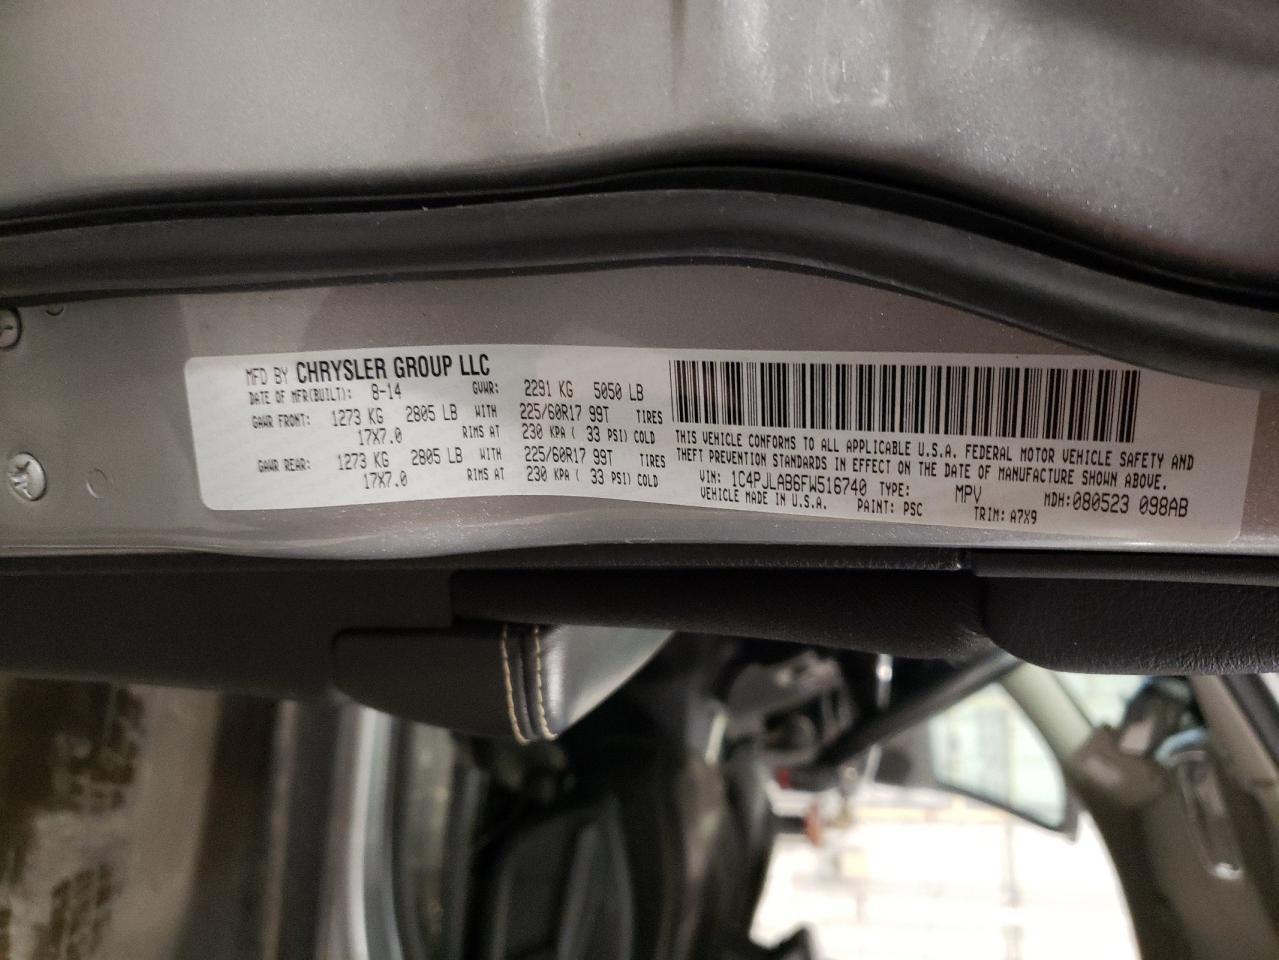 MFD BY CHRYSLER GROUP LLC
DATE OF MFR(BUILT): 8-14 GVWR: 2291 KG 5050 LB
GAWR FRONT: 1273 KG 2805 LB WITH 225/60R17 99T TIRES
17X7.0 RIMS AT 230 KPA ( 33 PSI) COLD
GAWR REAR: 1273 KG 2805 LB WITH 225/60R17 99T TIRES
17X7.0 RIMS AT 230 KPA ( 33 PSI) COLD
THIS VEHICLE CONFORMS TO ALL APPLICABLE U.S.A. FEDERAL MOTOR VEHICLE SAFETY AND
THEFT PREVENTION STANDARDS IN EFFECT ON THE DATE OF MANUFACTURE SHOWN ABOVE.
VIN: 1C4PJLAB6FW516740 TYPE: MPV MDH:080523 098AB
VEHICLE MADE IN U.S.A. PAINT: PSC TRIM: A7X9